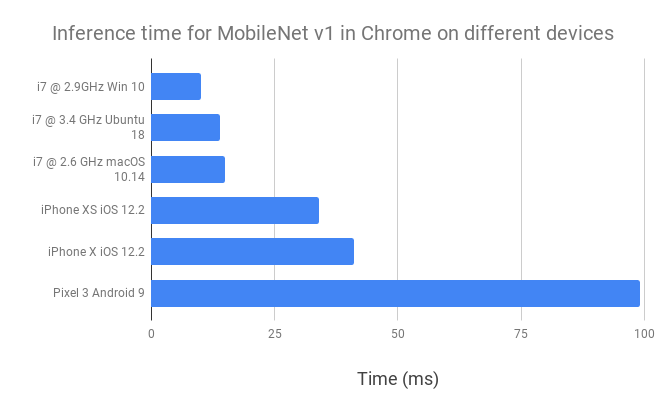 Inference time for MobileNet v1 in Chrome on different devices
i7 @ 2.9GHz Win 10
i7 @ 3.4 GHz Ubuntu
18
i7 @ 2.6 GHz macOS
10.14
iPhone XS iOS 12.2
iPhone X iOS 12.2
Pixel 3 Android 9
0 25 50 75 100
Time (ms)